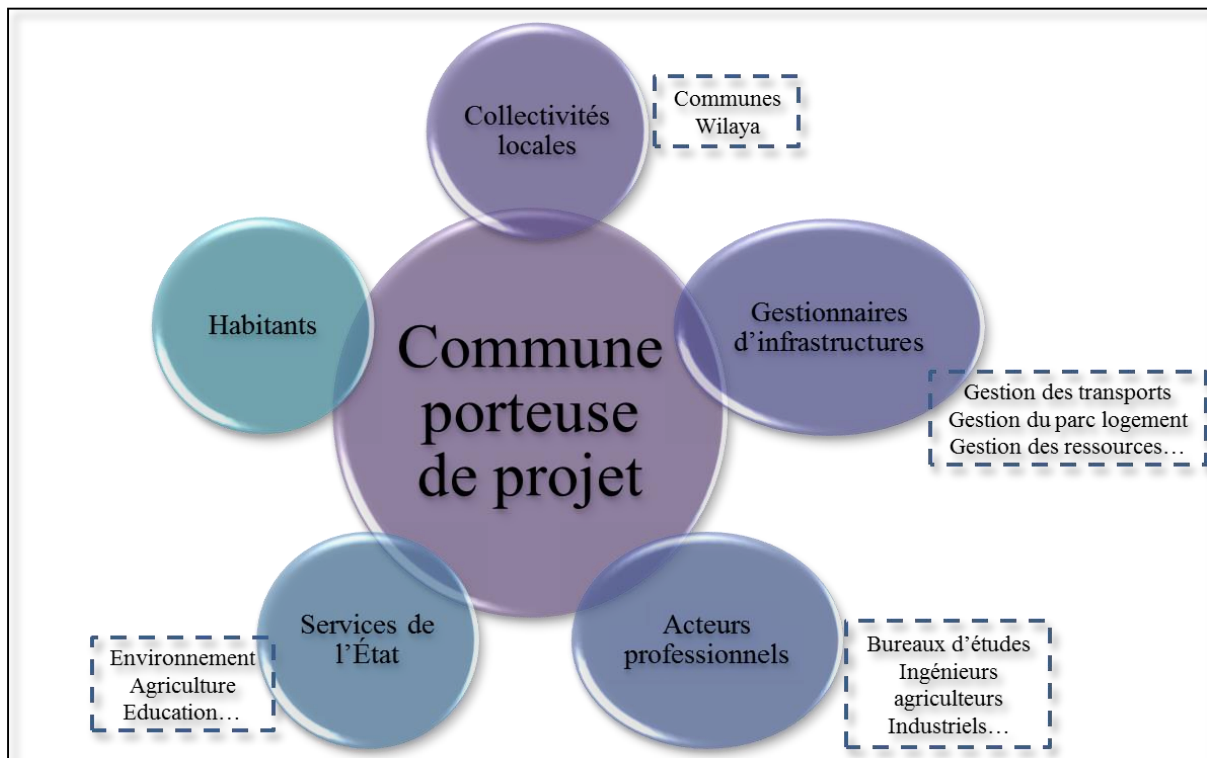 Collectivités
locales
Communes
Wilaya
Habitants
Gestionnaires
d’infrastructures
Commune
porteuse
de projet
Gestion des transports
Gestion du parc logement
Gestion des ressources…
Services de
l’État
Acteurs
professionnels
Environnement
Agriculture
Education…
Bureaux d’études
Ingénieurs
agriculteurs
Industriels…